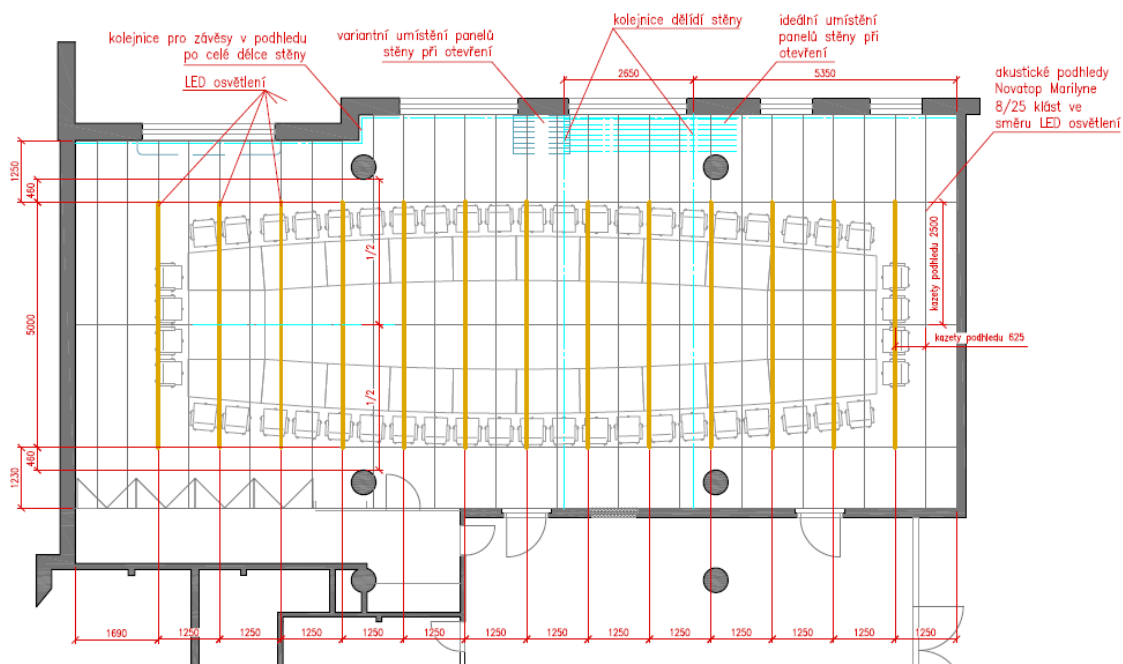 kolejnice pro závěsy v podhledu
po celé délce stěny
LED osvětlení
variantní umístění panelů
stěny při otevření
kolejnice dělídí stěny
ideální umístění
panelů stěny při
otevření
2650
5350
akustické podhledy
Novatop Marilyne
8/25 klást ve
směru LED osvětlení
1250
460
5000
460
1230
1/2
1/2
kazety podhledu 2500
kazety podhledu 625
1690
1250
1250
1250
1250
1250
1250
1250
1250
1250
1250
1250
1250
1250